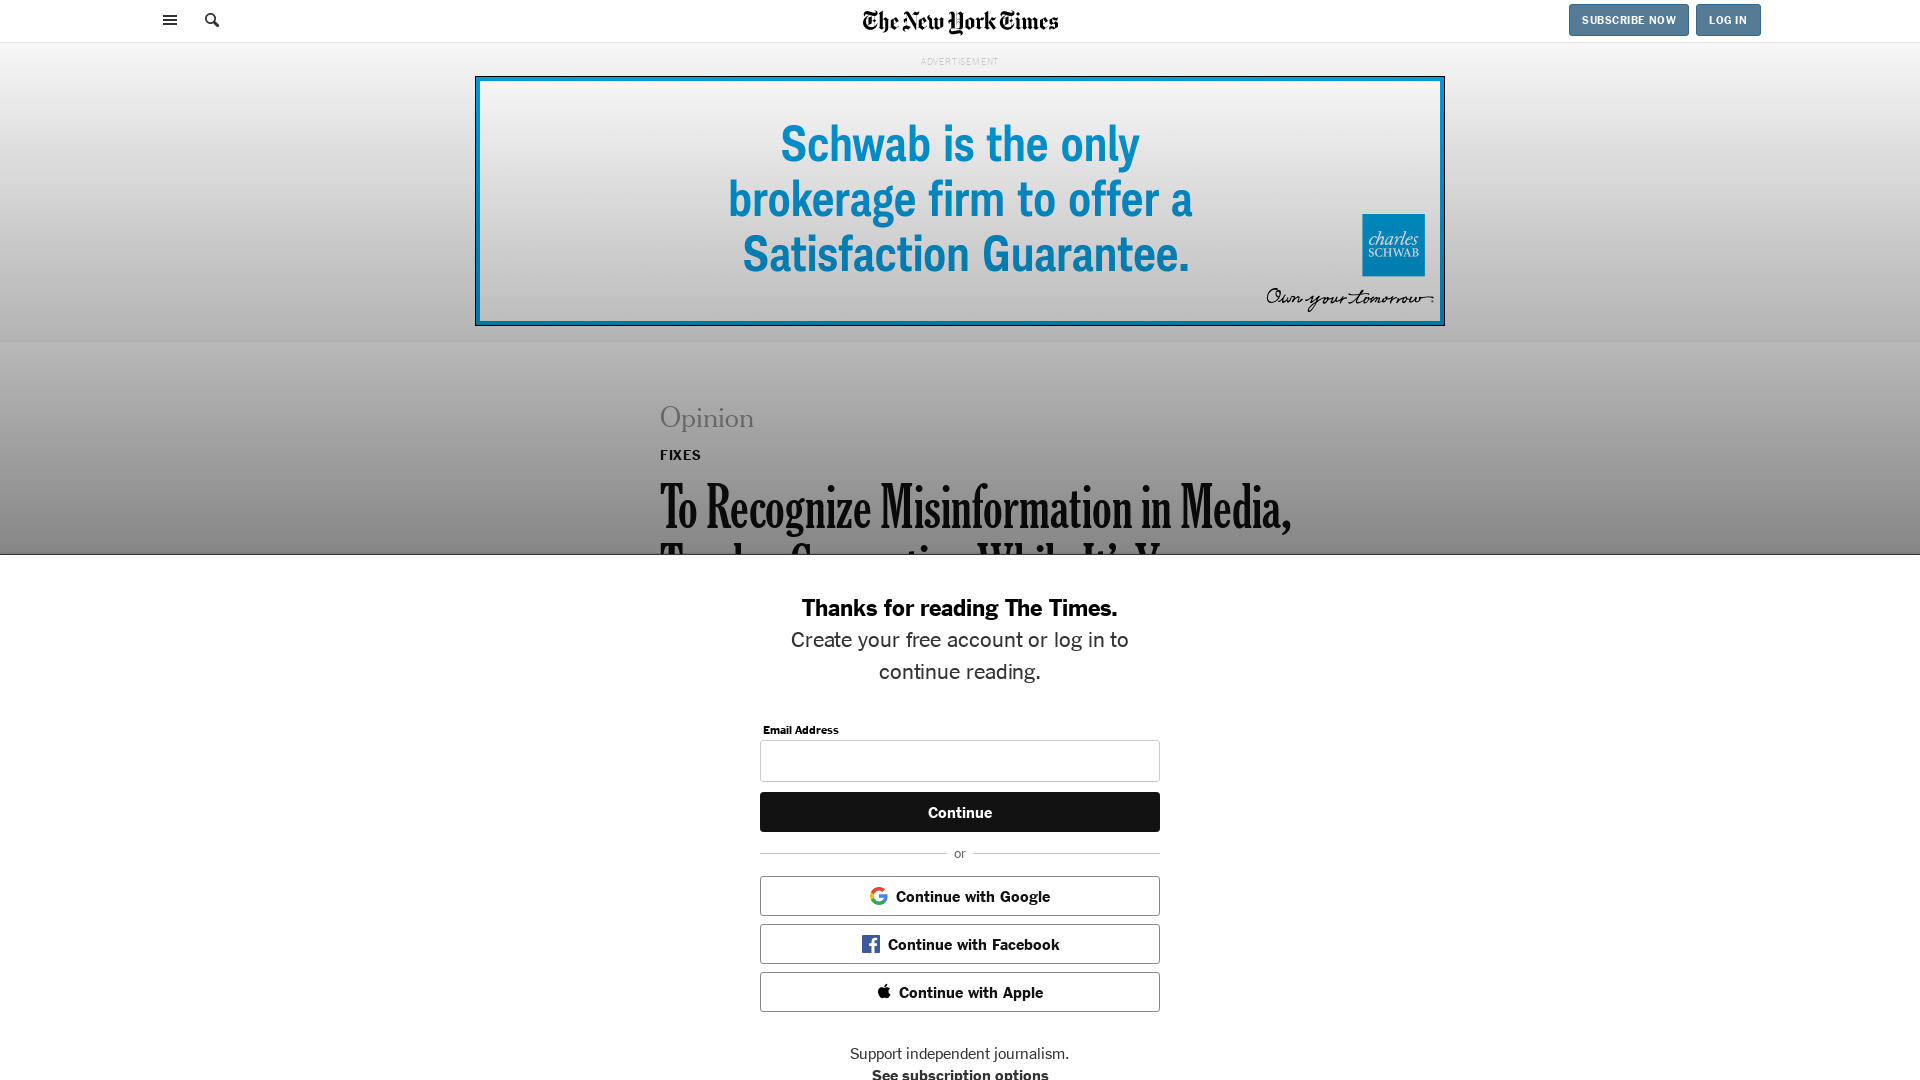 The New York Times
SUBSCRIBE NOW
LOG IN
ADVERTISEMENT
Schwab is the only
brokerage firm to offer a
Satisfaction Guarantee.
charles
SCHWAB
Own your tomorrow
Opinion
FIXES
To Recognize Misinformation in Media,
Thanks for reading The Times.
Create your free account or log in to
continue reading.
Email Address
Continue
or
Continue with Google
Continue with Facebook
Continue with Apple
Support independent journalism.
See subscription options